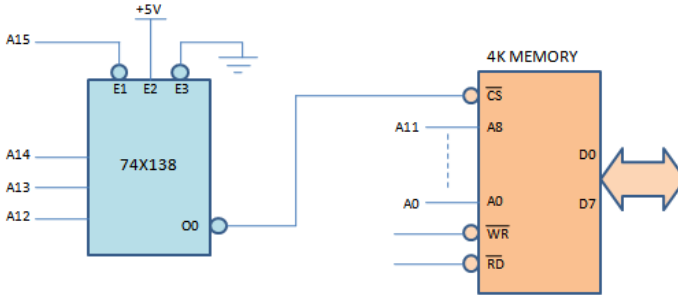 +5V
A15
E1 E2 E3
74X138
A14
A13
A12
O0
4K MEMORY
CS
A11 A8
A0 A0
WR
RD
D0
D7